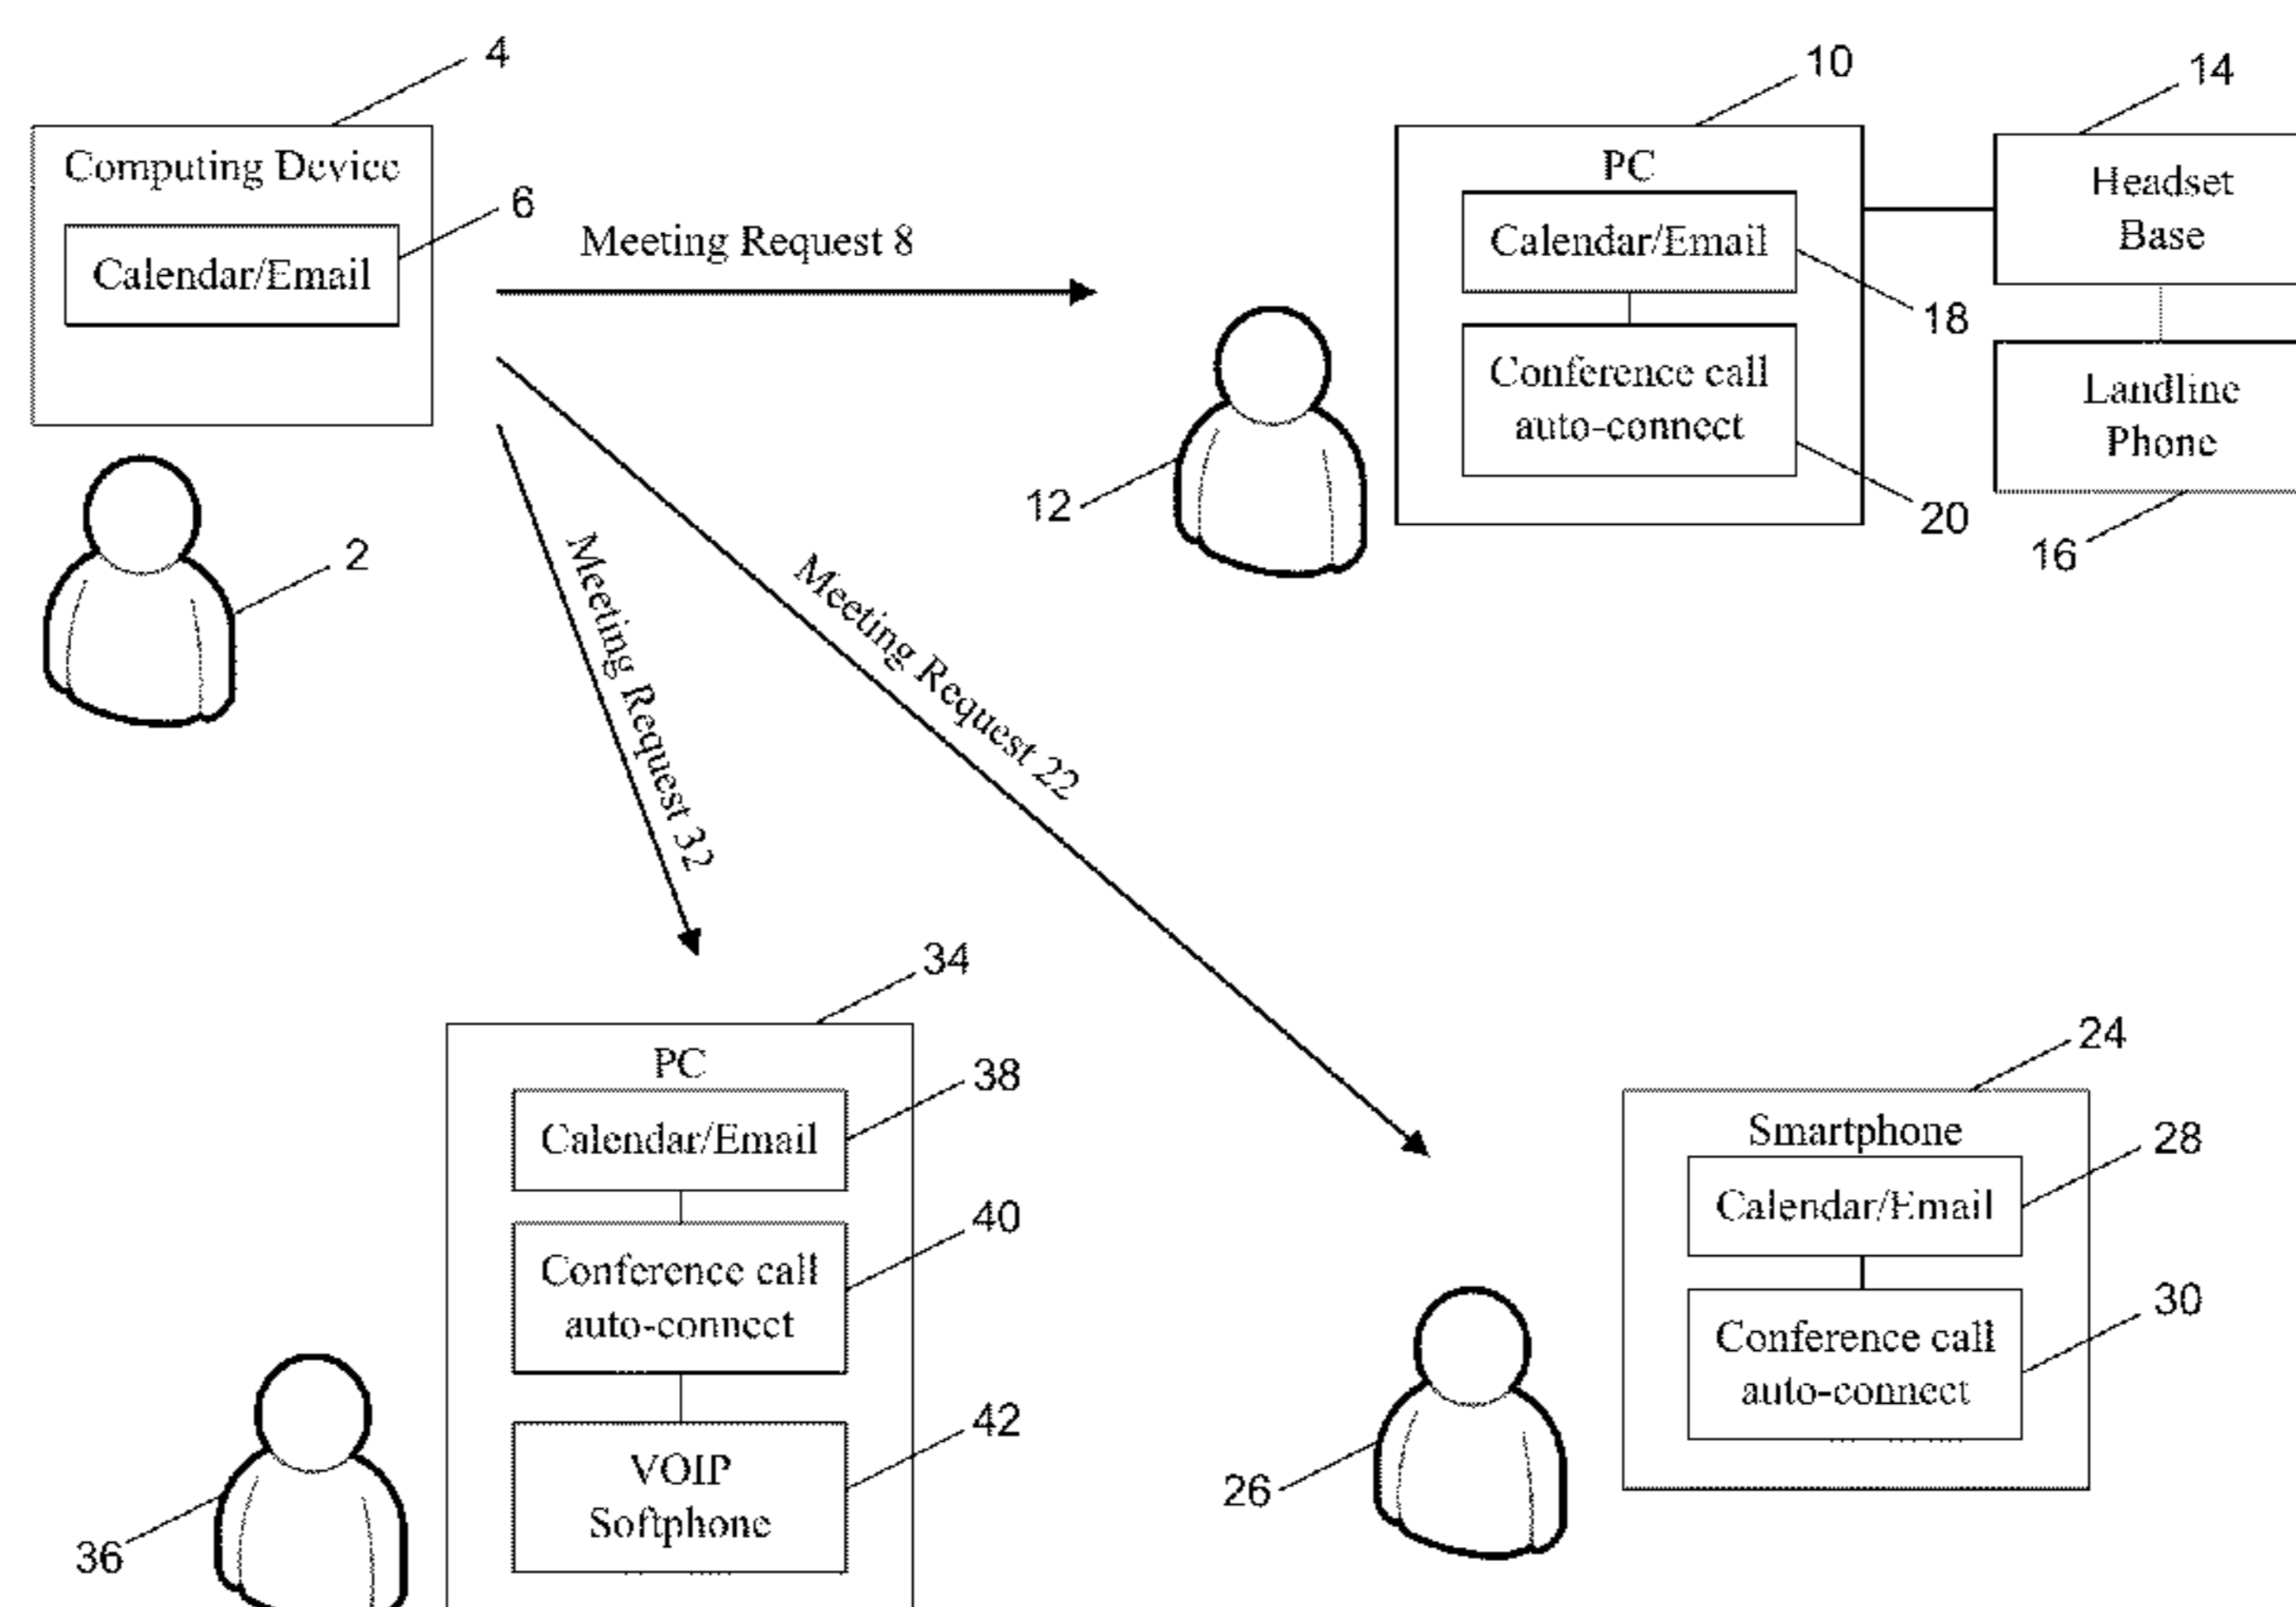 4
10
14
Computing Device
6
Calendar/Email
Meeting Request 8
PC
Calendar/Email
18
Conference call
auto-connect
20
Headset
Base
Landline
Phone
16
12
2
Meeting Request 32
Meeting Request 22
34
PC
38
Calendar/Email
40
Conference call
auto-connect
42
VOIP
Softphone
36
24
Smartphone
28
Calendar/Email
30
Conference call
auto-connect
26